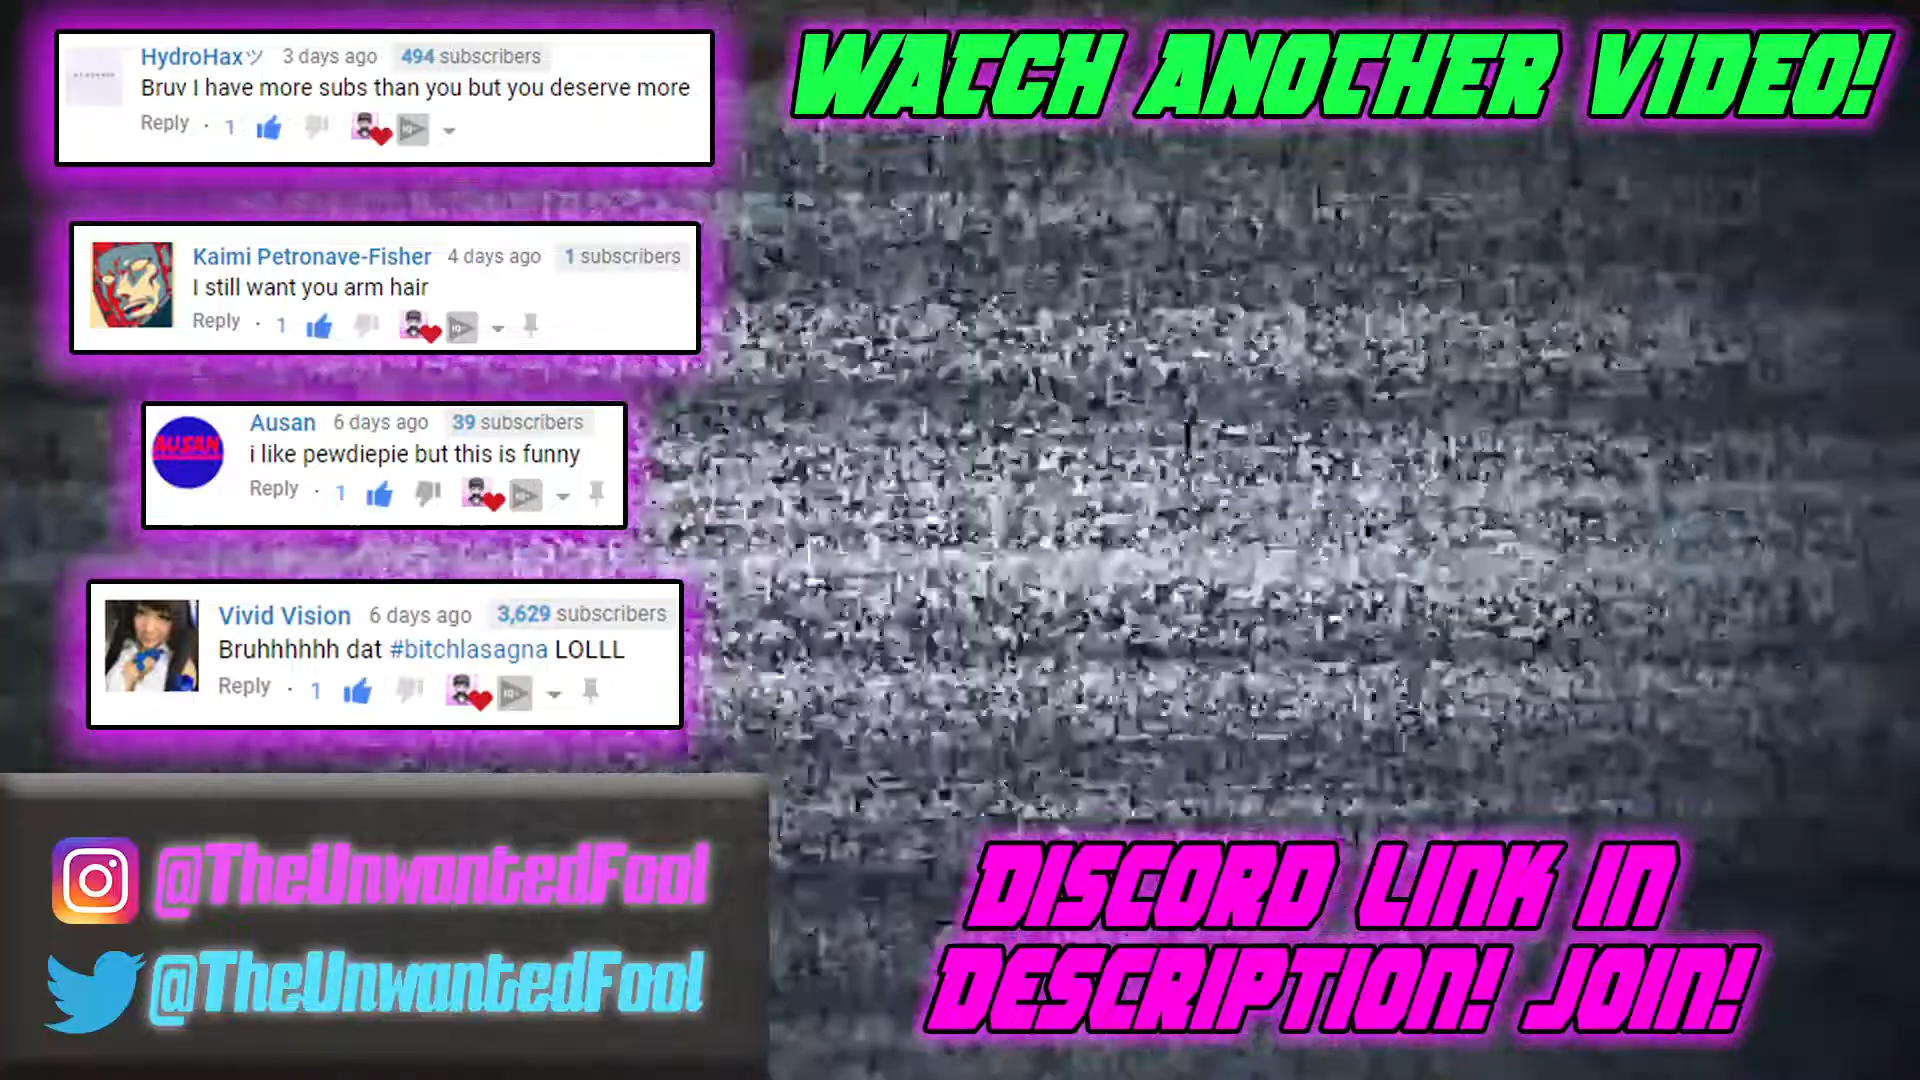 HydroHaxツ 3 days ago 494 subscribers
Bruv I have more subs than you but you deserve more
Reply · 1
Kaimi Petronave-Fisher 4 days ago 1 subscribers
I still want you arm hair
Reply · 1
AUSAN
Ausan 6 days ago 39 subscribers
i like pewdiepie but this is funny
Reply · 1
Vivid Vision 6 days ago 3,629 subscribers
Bruhhhhhh dat #bitchlasagna LOLLL
Reply · 1
@TheUnwantedFool
@TheUnwantedFool
WATCH ANOTHER VIDEO!
DISCORD LINK IN
DESCRIPTION! JOIN!